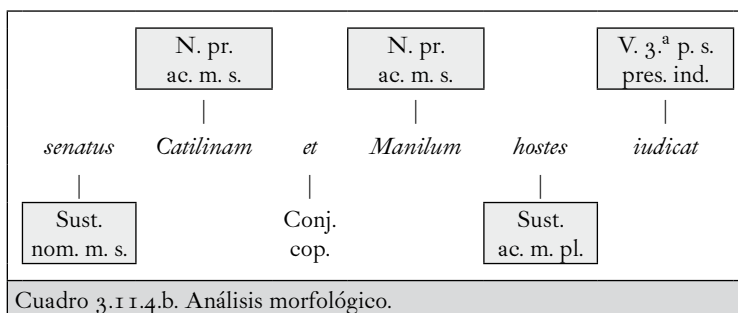 N. pr. N. pr. V. 3.ª p. s.
ac. m. s. ac. m. s. pres. ind.
senatus Catilinam et Manilum hostes iudicat
Sust. Conj. Sust.
nom. m. s. cop. ac. m. pl.
Cuadro 3.11.4.b. Análisis morfológico.